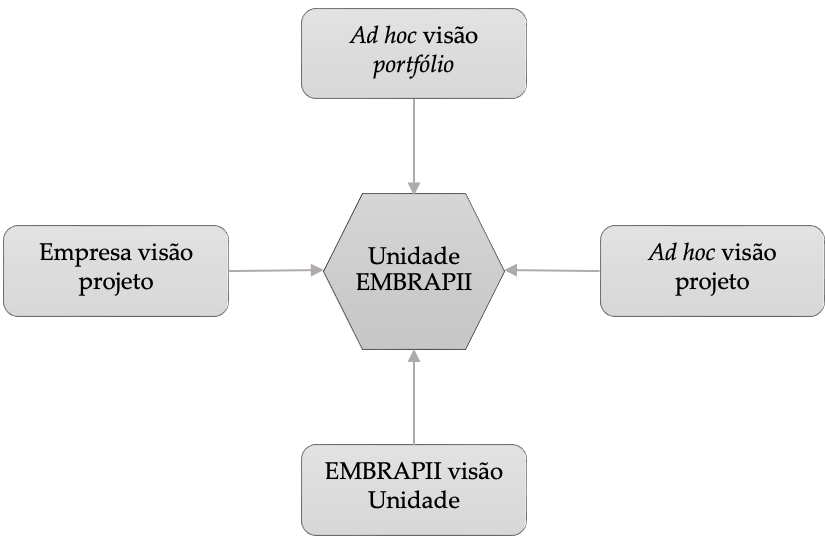 Ad hoc visão
portfólio
Empresa visão
projeto
Unidade
EMBRAPII
Ad hoc visão
projeto
EMBRAPII visão
Unidade